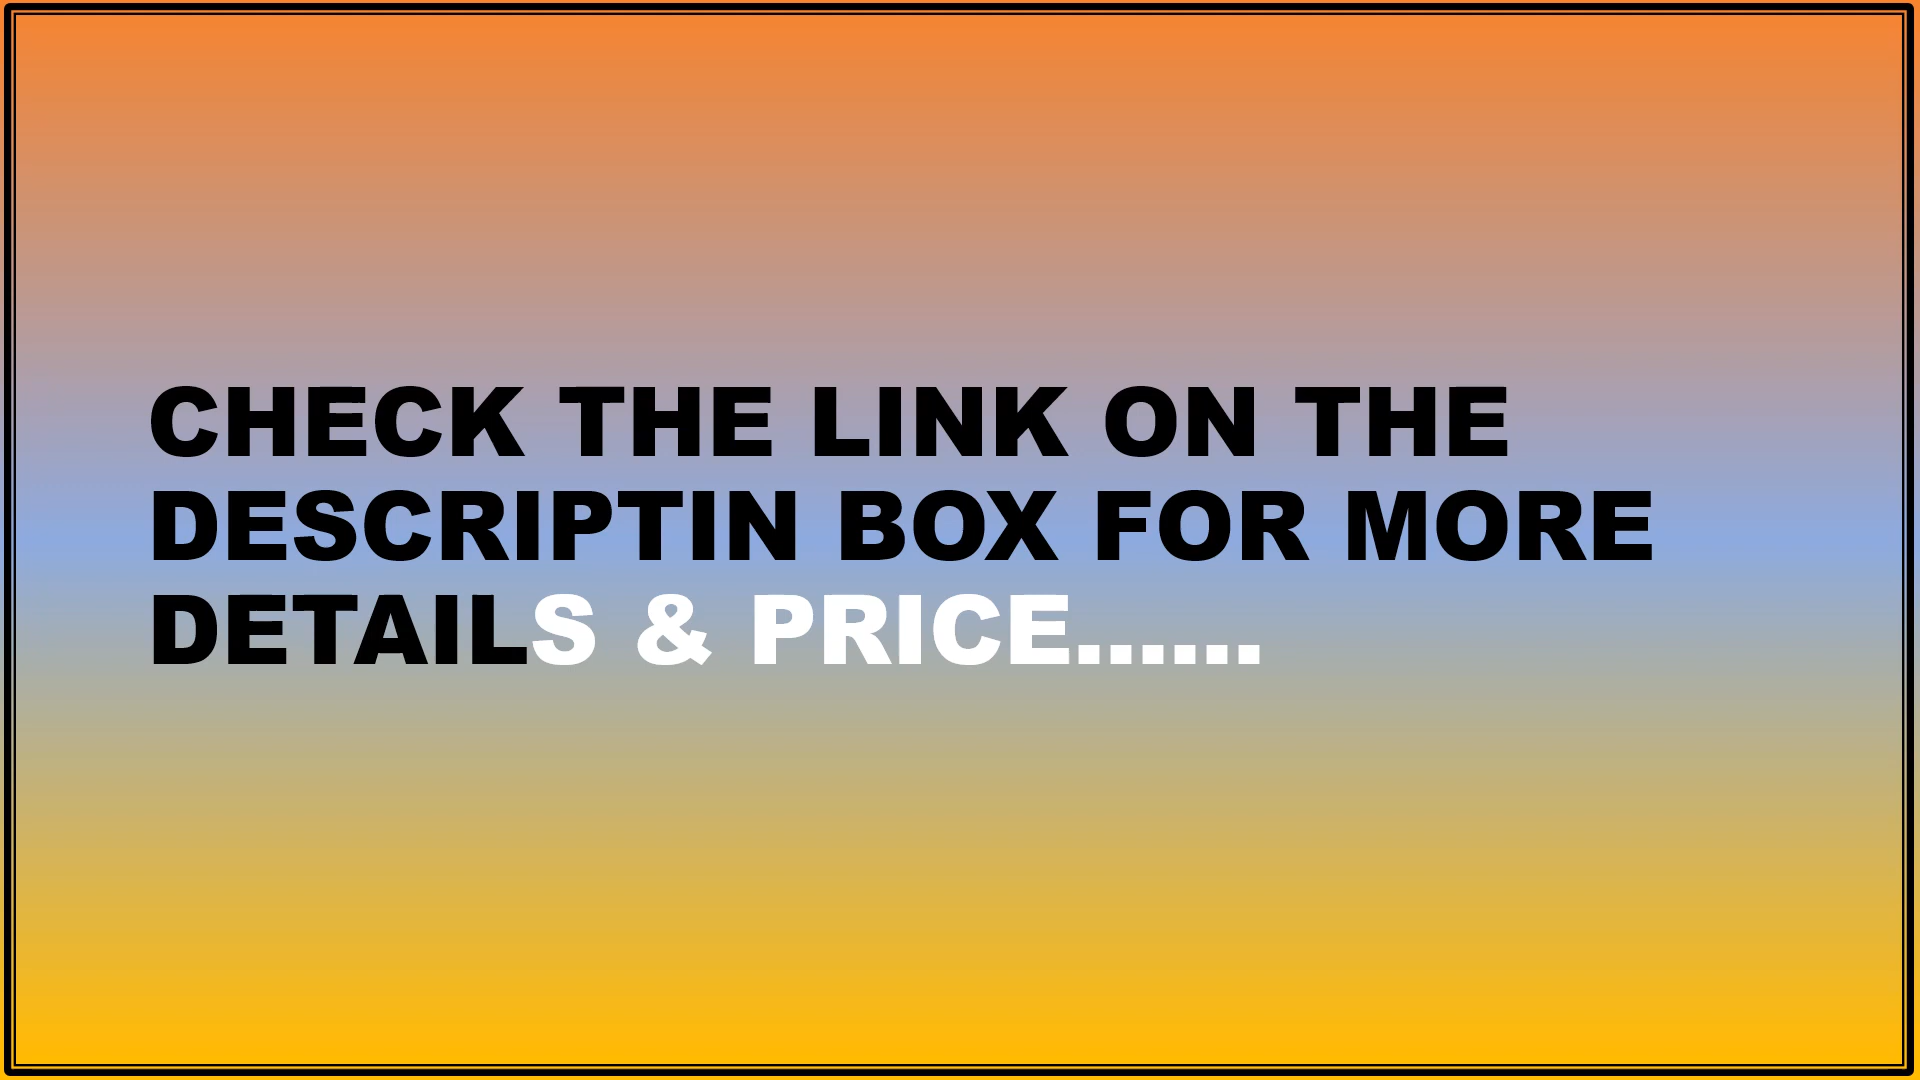 CHECK THE LINK ON THE
DESCRIPTIN BOX FOR MORE
DETAILS & PRICE......